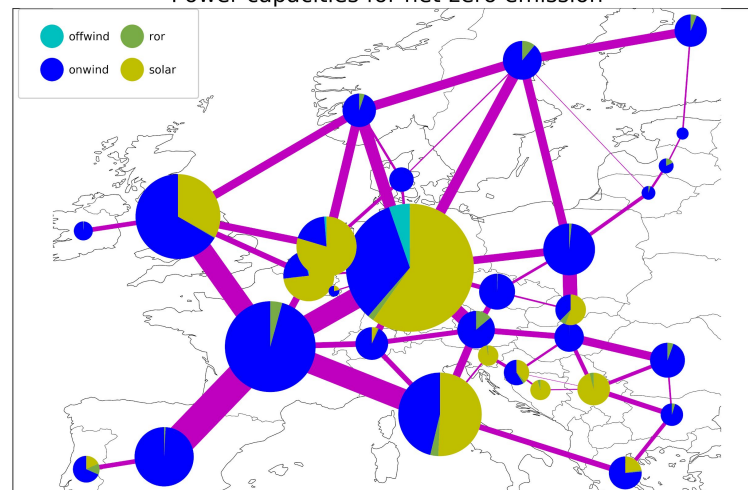 Power capacities for net-zero emission
offwind ror
onwind solar